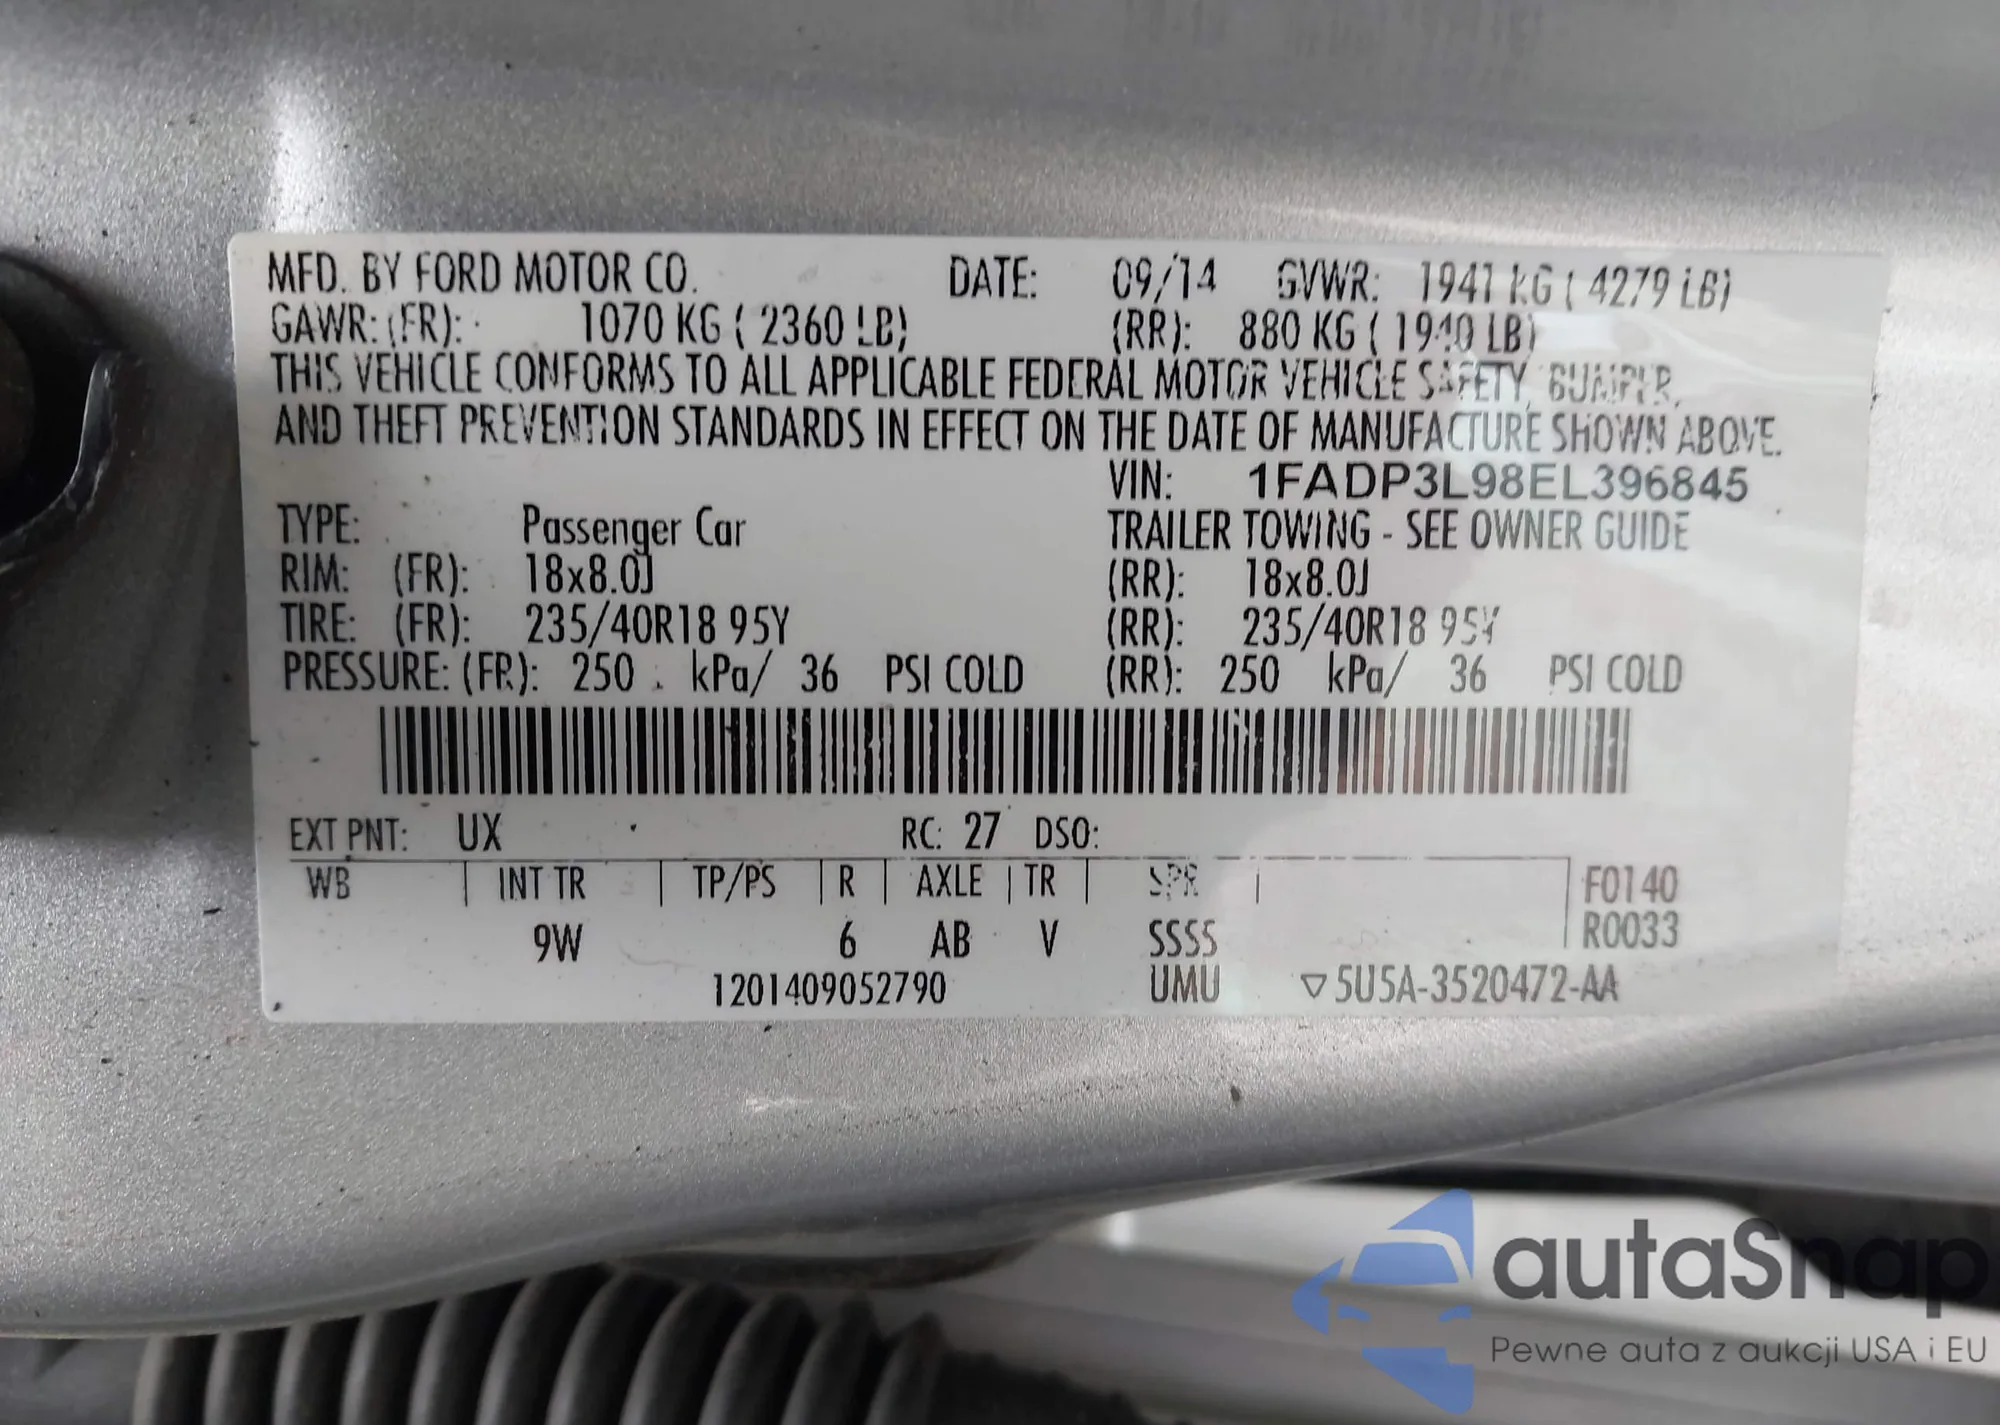 MFD. BY FORD MOTOR CO. DATE: 09/14 GVWR: 1941 KG ( 4279 LB)
GAWR: (FR): 1070 KG ( 2360 LB) (RR): 880 KG ( 1940 LB)
THIS VEHICLE CONFORMS TO ALL APPLICABLE FEDERAL MOTOR VEHICLE SAFETY, BUMPER,
AND THEFT PREVENTION STANDARDS IN EFFECT ON THE DATE OF MANUFACTURE SHOWN ABOVE.
VIN: 1FADP3L98EL396845
TYPE: Passenger Car TRAILER TOWING - SEE OWNER GUIDE
RIM: (FR): 18x8.0J (RR): 18x8.0J
TIRE: (FR): 235/40R18 95Y (RR): 235/40R18 95Y
PRESSURE: (FR): 250 kPa/ 36 PSI COLD (RR): 250 kPa/ 36 PSI COLD
EXT PNT: UX RC: 27 DSO:
WB | INT TR | TP/PS | R | AXLE | TR | SPR | F0140
9W 6 AB V SSSS R0033
1201409052790 UMU ▽5U5A-3520472-AA
autaSnap
Pewne auta z aukcji USA i EU